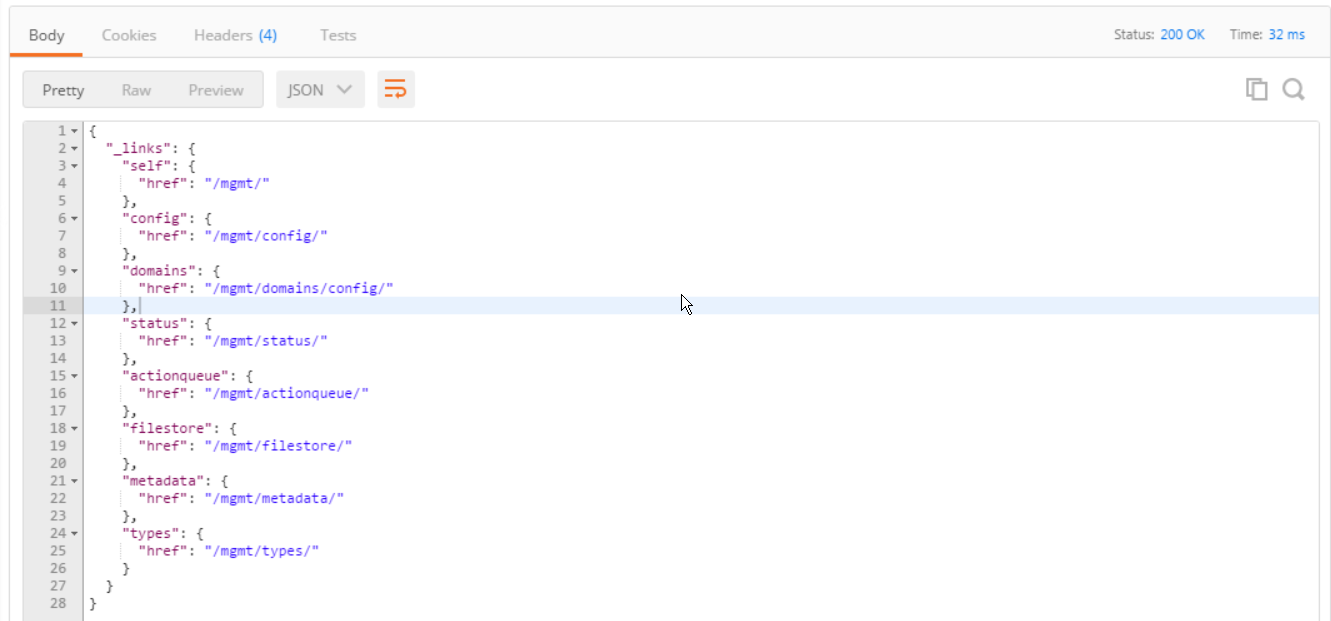 Body Cookies Headers (4) Tests Status: 200 OK Time: 32 ms
Pretty Raw Preview JSON
1 {
2 "_links": {
3 "self": {
4 "href": "/mgmt/"
5 },
6 "config": {
7 "href": "/mgmt/config/"
8 },
9 "domains": {
10 "href": "/mgmt/domains/config/"
11 },
12 "status": {
13 "href": "/mgmt/status/"
14 },
15 "actionqueue": {
16 "href": "/mgmt/actionqueue/"
17 },
18 "filestore": {
19 "href": "/mgmt/filestore/"
20 },
21 "metadata": {
22 "href": "/mgmt/metadata/"
23 },
24 "types": {
25 "href": "/mgmt/types/"
26 }
27 }
28 }